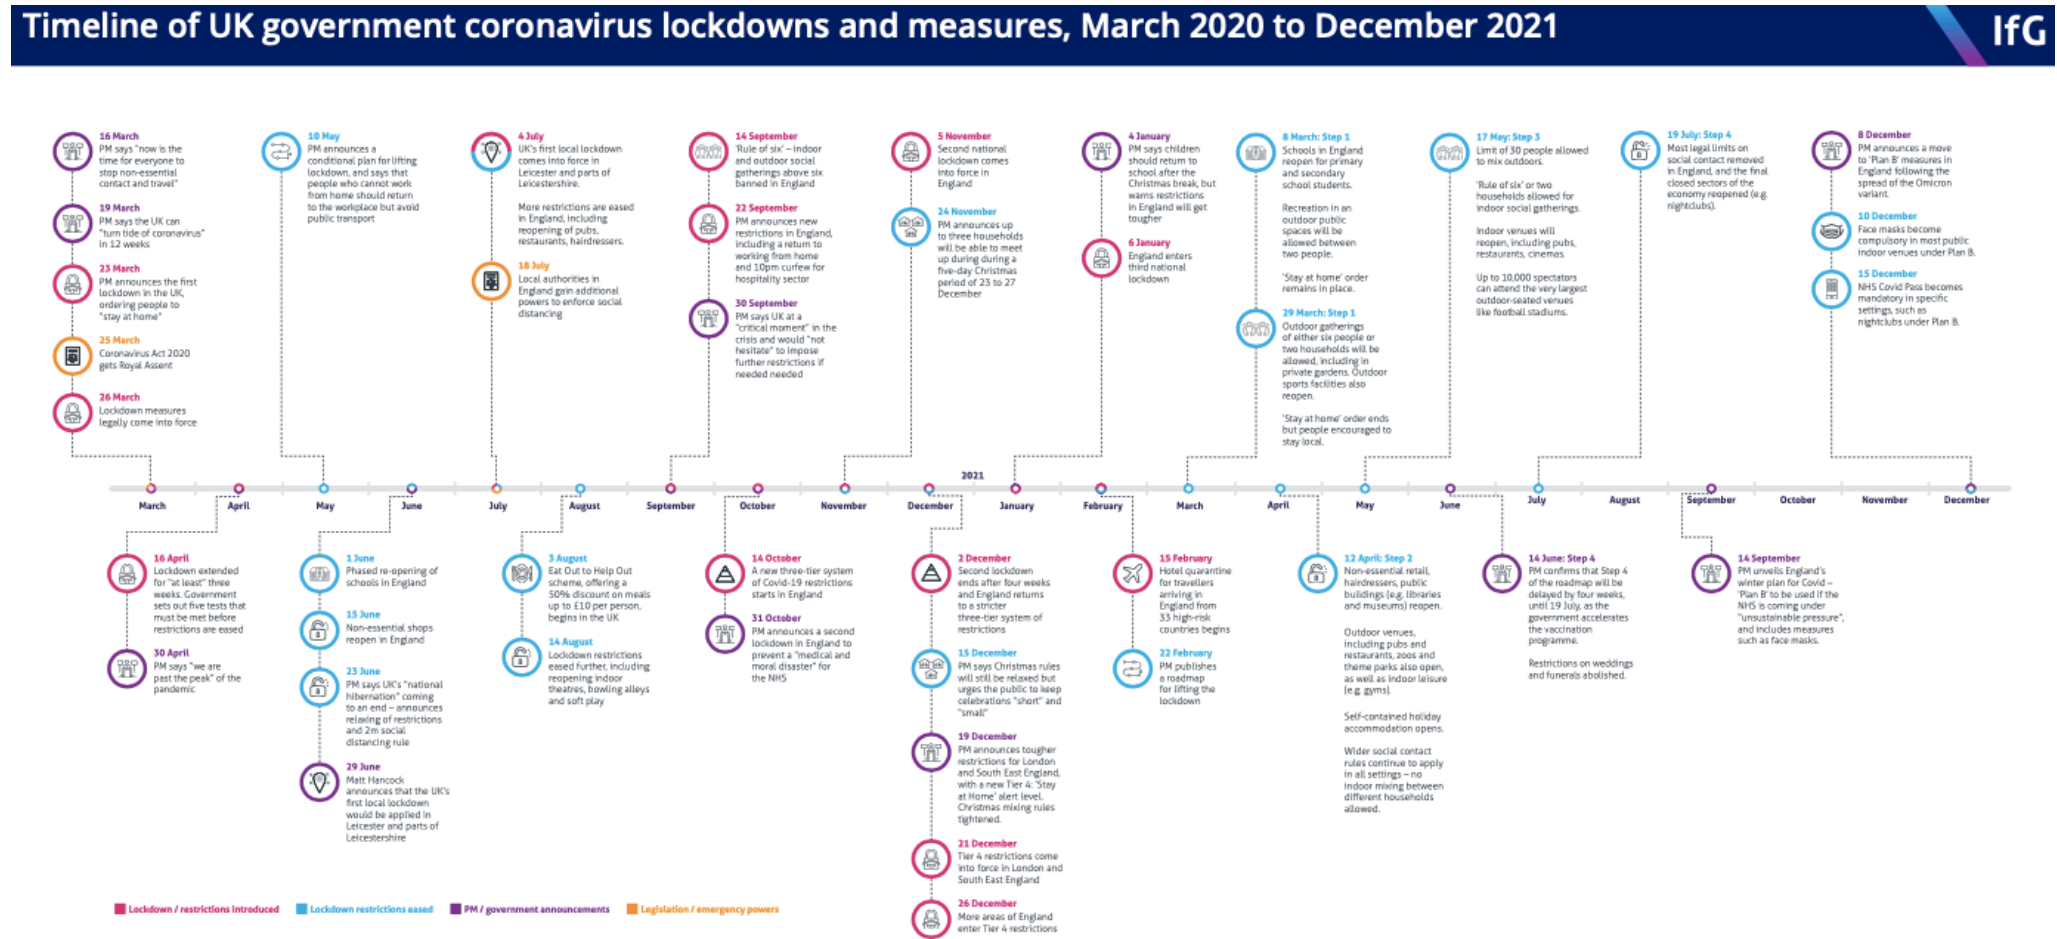 Timeline of UK government coronavirus lockdowns and measures, March 2020 to December 2021
IfG
16 March
PM says "now is the
time for everyone to
stop non-essential
contact and travel"
19 March
PM says the UK can
"turn tide of coronavirus"
in 12 weeks
23 March
PM announces the first
lockdown in the UK,
ordering people to
"stay at home"
25 March
Coronavirus Act 2020
gets Royal Assent
26 March
Lockdown measures
legally come into force
10 May
PM announces a
conditional plan for lifting
lockdown, and says that
people who cannot work
from home should return
to the workplace but avoid
public transport
4 July
UK's first local lockdown
comes into force in
Leicester and parts of
Leicestershire.
More restrictions are eased
in England, including
reopening of pubs,
restaurants, hairdressers.
18 July
Local authorities in
England gain additional
powers to enforce social
distancing
14 September
'Rule of six' – indoor
and outdoor social
gatherings above six
banned in England
22 September
PM announces new
restrictions in England,
including a return to
working from home
and 10pm curfew for
hospitality sector
30 September
PM says UK at a
"critical moment" in the
crisis and would "not
hesitate" to impose
further restrictions if
needed needed
5 November
Second national
lockdown comes
into force in
England
24 November
PM announces up
to three households
will be able to meet
up during during a
five-day Christmas
period of 23 to 27
December
4 January
PM says children
should return to
school after the
Christmas break, but
warns restrictions
in England will get
tougher
6 January
England enters
third national
lockdown
8 March: Step 1
Schools in England
reopen for primary
and secondary
school students.
Recreation in an
outdoor public
spaces will be
allowed between
two people.
'Stay at home' order
remains in place.
29 March: Step 1
Outdoor gatherings
of either six people or
two households will be
allowed, including in
private gardens. Outdoor
sports facilities also
reopen.
'Stay at home' order ends
but people encouraged to
stay local.
17 May: Step 3
Limit of 30 people allowed
to mix outdoors.
'Rule of six' or two
households allowed for
indoor social gatherings.
Indoor venues will
reopen, including pubs,
restaurants, cinemas.
Up to 10,000 spectators
can attend the very largest
outdoor-seated venues
like football stadiums.
19 July: Step 4
Most legal limits on
social contact removed
in England, and the final
closed sectors of the
economy reopened (e.g.
nightclubs).
8 December
PM announces a move
to 'Plan B' measures in
England following the
spread of the Omicron
variant.
10 December
Face masks become
compulsory in most public
indoor venues under Plan B.
15 December
NHS Covid Pass becomes
mandatory in specific
settings, such as
nightclubs under Plan B.
2021
March April May June July August September October November December January February March April May June July August September October November December
16 April
Lockdown extended
for "at least" three
weeks. Government
sets out five tests that
must be met before
restrictions are eased
30 April
PM says "we are
past the peak" of the
pandemic
1 June
Phased re-opening of
schools in England
15 June
Non-essential shops
reopen in England
23 June
PM says UK's "national
hibernation" coming
to an end – announces
relaxing of restrictions
and 2m social
distancing rule
29 June
Matt Hancock
announces that the UK's
first local lockdown
would be applied in
Leicester and parts of
Leicestershire
3 August
Eat Out to Help Out
scheme, offering a
50% discount on meals
up to £10 per person,
begins in the UK
14 August
Lockdown restrictions
eased further, including
reopening indoor
theatres, bowling alleys
and soft play
14 October
A new three-tier system
of Covid-19 restrictions
starts in England
31 October
PM announces a second
lockdown in England to
prevent a "medical and
moral disaster" for
the NHS
2 December
Second lockdown
ends after four weeks
and England returns
to a stricter
three-tier system of
restrictions
15 December
PM says Christmas rules
will still be relaxed but
urges the public to keep
celebrations "short" and
"small"
19 December
PM announces tougher
restrictions for London
and South East England,
with a new Tier 4: 'Stay
at Home' alert level.
Christmas mixing rules
tightened.
21 December
Tier 4 restrictions come
into force in London and
South East England
26 December
More areas of England
enter Tier 4 restrictions
15 February
Hotel quarantine
for travellers
arriving in
England from
33 high-risk
countries begins
22 February
PM publishes
a roadmap
for lifting the
lockdown
12 April: Step 2
Non-essential retail,
hairdressers, public
buildings (e.g. libraries
and museums) reopen.
Outdoor venues,
including pubs and
restaurants, zoos and
theme parks also open,
as well as indoor leisure
(e.g. gyms).
Self-contained holiday
accommodation opens.
Wider social contact
rules continue to apply
in all settings – no
indoor mixing between
different households
allowed.
14 June: Step 4
PM confirms that Step 4
of the roadmap will be
delayed by four weeks,
until 19 July, as the
government accelerates
the vaccination
programme.
Restrictions on weddings
and funerals abolished.
14 September
PM unveils England's
winter plan for Covid –
'Plan B' to be used if the
NHS is coming under
"unsustainable pressure",
and includes measures
such as face masks.
Lockdown / restrictions introduced
Lockdown restrictions eased
PM / government announcements
Legislation / emergency powers